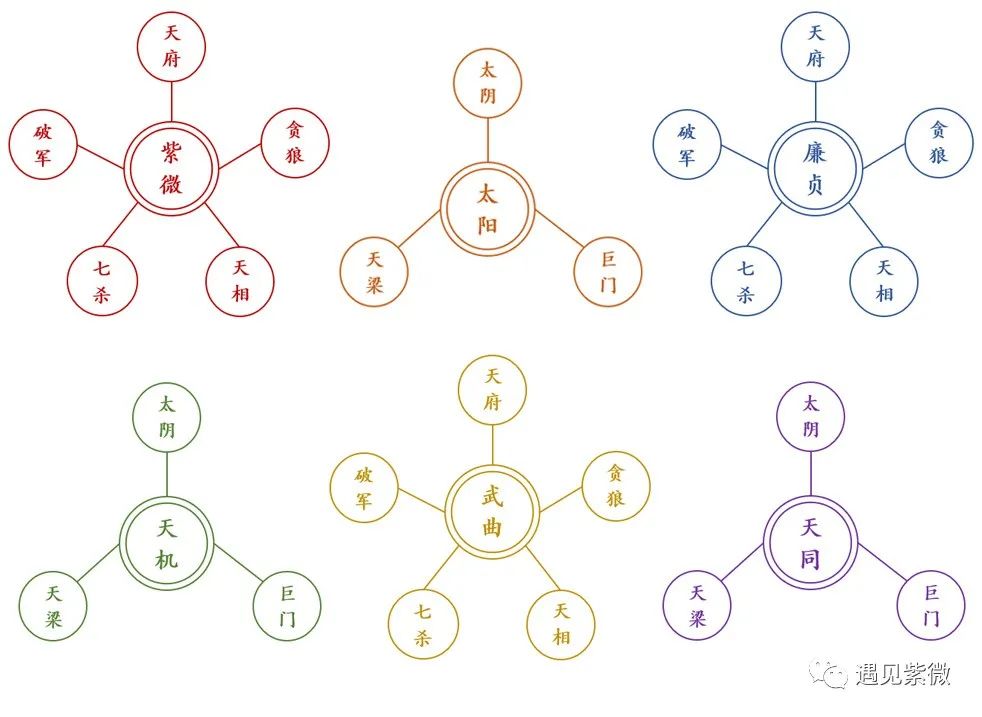 天
府
破
军
紫
微
贪
狼
七
杀
天
相
太
阴
太
阳
天
梁
巨
门
天
府
破
军
廉
贞
贪
狼
七
杀
天
相
太
阴
天
机
天
梁
巨
门
天
府
破
军
武
曲
贪
狼
七
杀
天
相
太
阴
天
同
天
梁
巨
门
遇见紫微